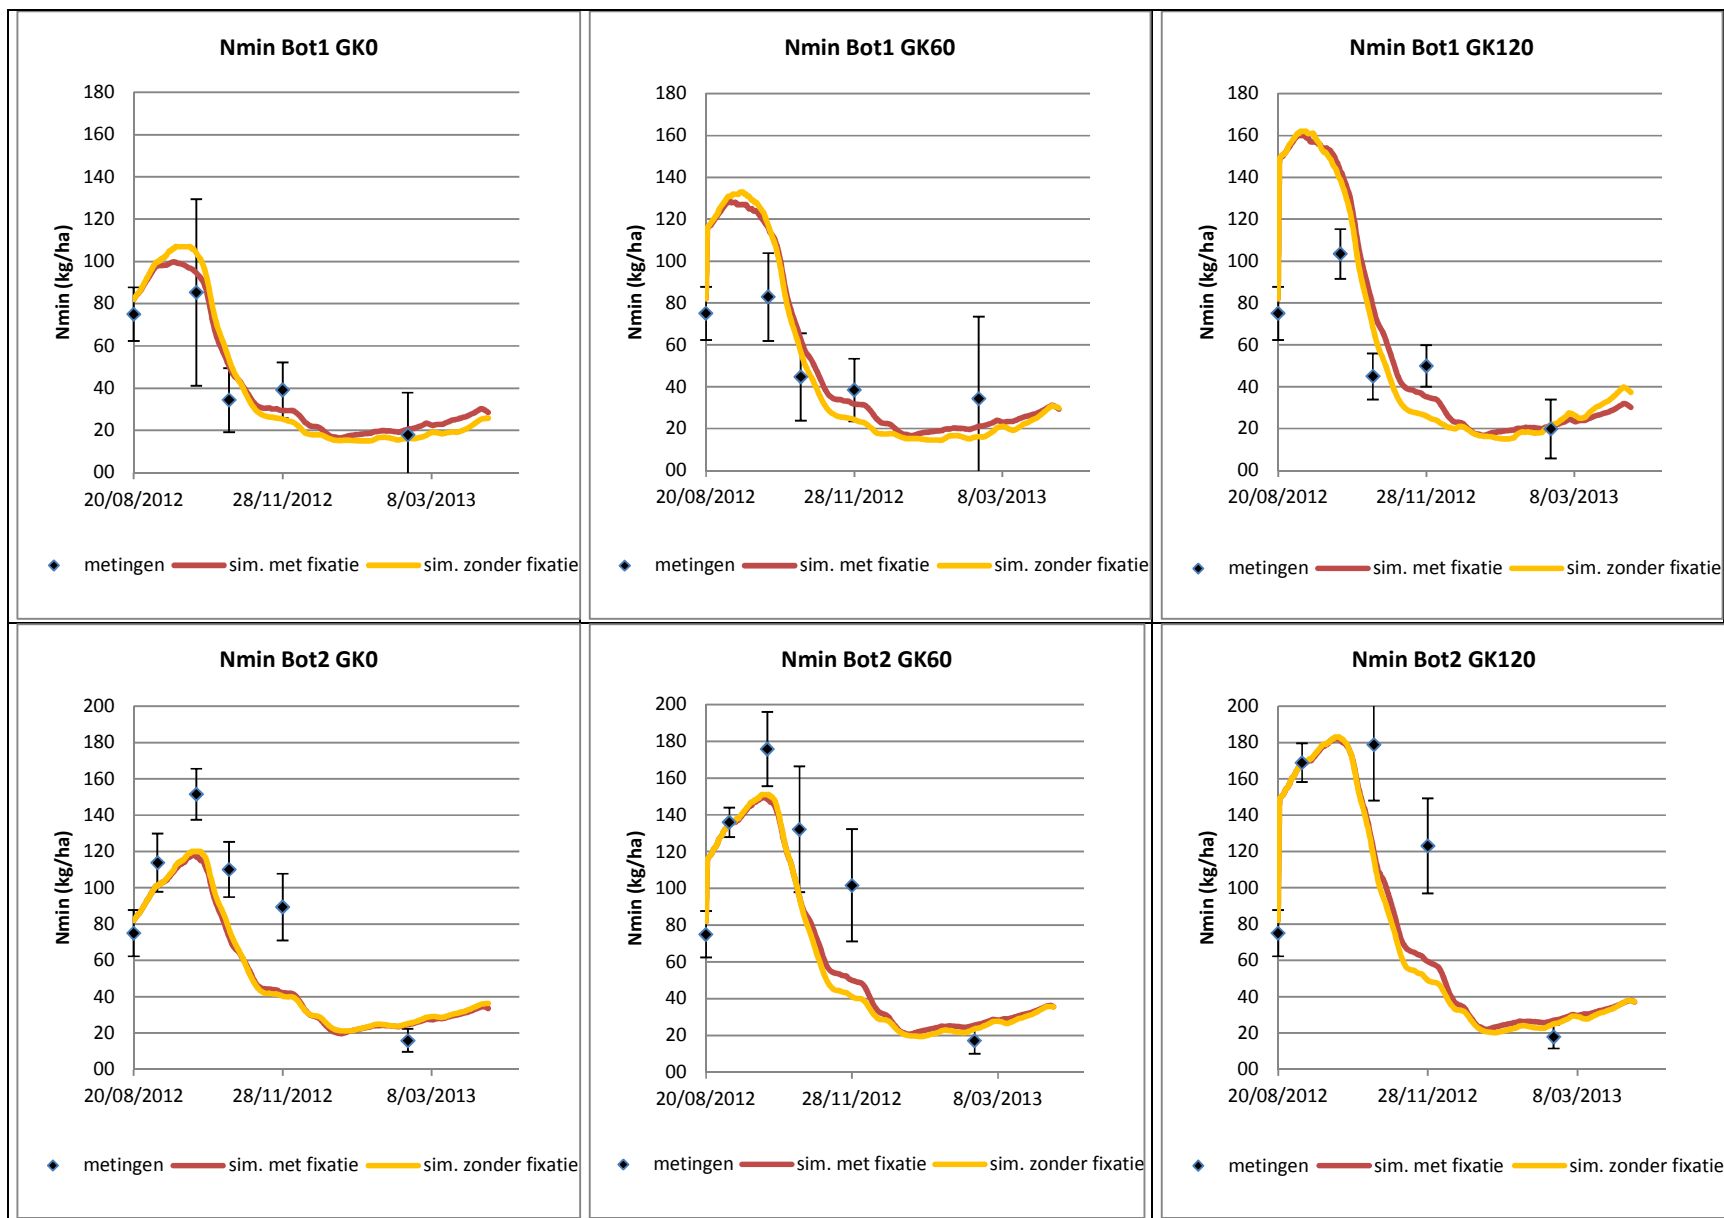 Nmin Bot1 GK0
Nmin (kg/ha)
180
160
140
120
100
80
60
40
20
00
20/08/2012 28/11/2012 8/03/2013
metingen sim. met fixatie sim. zonder fixatie
Nmin Bot1 GK60
Nmin (kg/ha)
180
160
140
120
100
80
60
40
20
00
20/08/2012 28/11/2012 8/03/2013
metingen sim. met fixatie sim. zonder fixatie
Nmin Bot1 GK120
Nmin (kg/ha)
180
160
140
120
100
80
60
40
20
00
20/08/2012 28/11/2012 8/03/2013
metingen sim. met fixatie sim. zonder fixatie
Nmin Bot2 GK0
Nmin (kg/ha)
200
180
160
140
120
100
80
60
40
20
00
20/08/2012 28/11/2012 8/03/2013
metingen sim. met fixatie sim. zonder fixatie
Nmin Bot2 GK60
Nmin (kg/ha)
200
180
160
140
120
100
80
60
40
20
00
20/08/2012 28/11/2012 8/03/2013
metingen sim. met fixatie sim. zonder fixatie
Nmin Bot2 GK120
Nmin (kg/ha)
200
180
160
140
120
100
80
60
40
20
00
20/08/2012 28/11/2012 8/03/2013
metingen sim. met fixatie sim. zonder fixatie